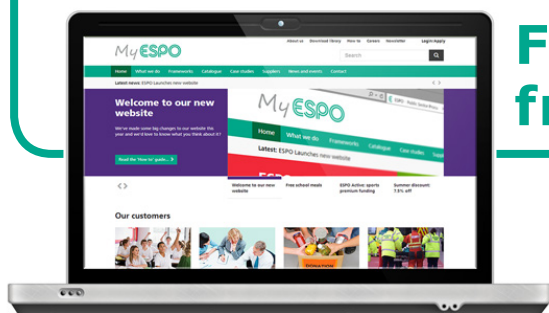 About us Download library How to Careers Newsletter Login/Apply
My ESPO
Search
Home What we do Frameworks Catalogue Case studies Suppliers News and events Contact
Latest news: ESPO Launches new website
Welcome to our new
website
We've made some big changes to our website this
year and we'd love to know what you think about it!
Read the 'How to' guide...
My ESPO
Home What we do Frameworks Catalogue Case studies
Latest: ESPO Launches new website
Welcome to our new
website
Free school meals
ESPO Active: sports
premium funding
Summer discount:
7.5% off
Our customers
DONATION
F
fr